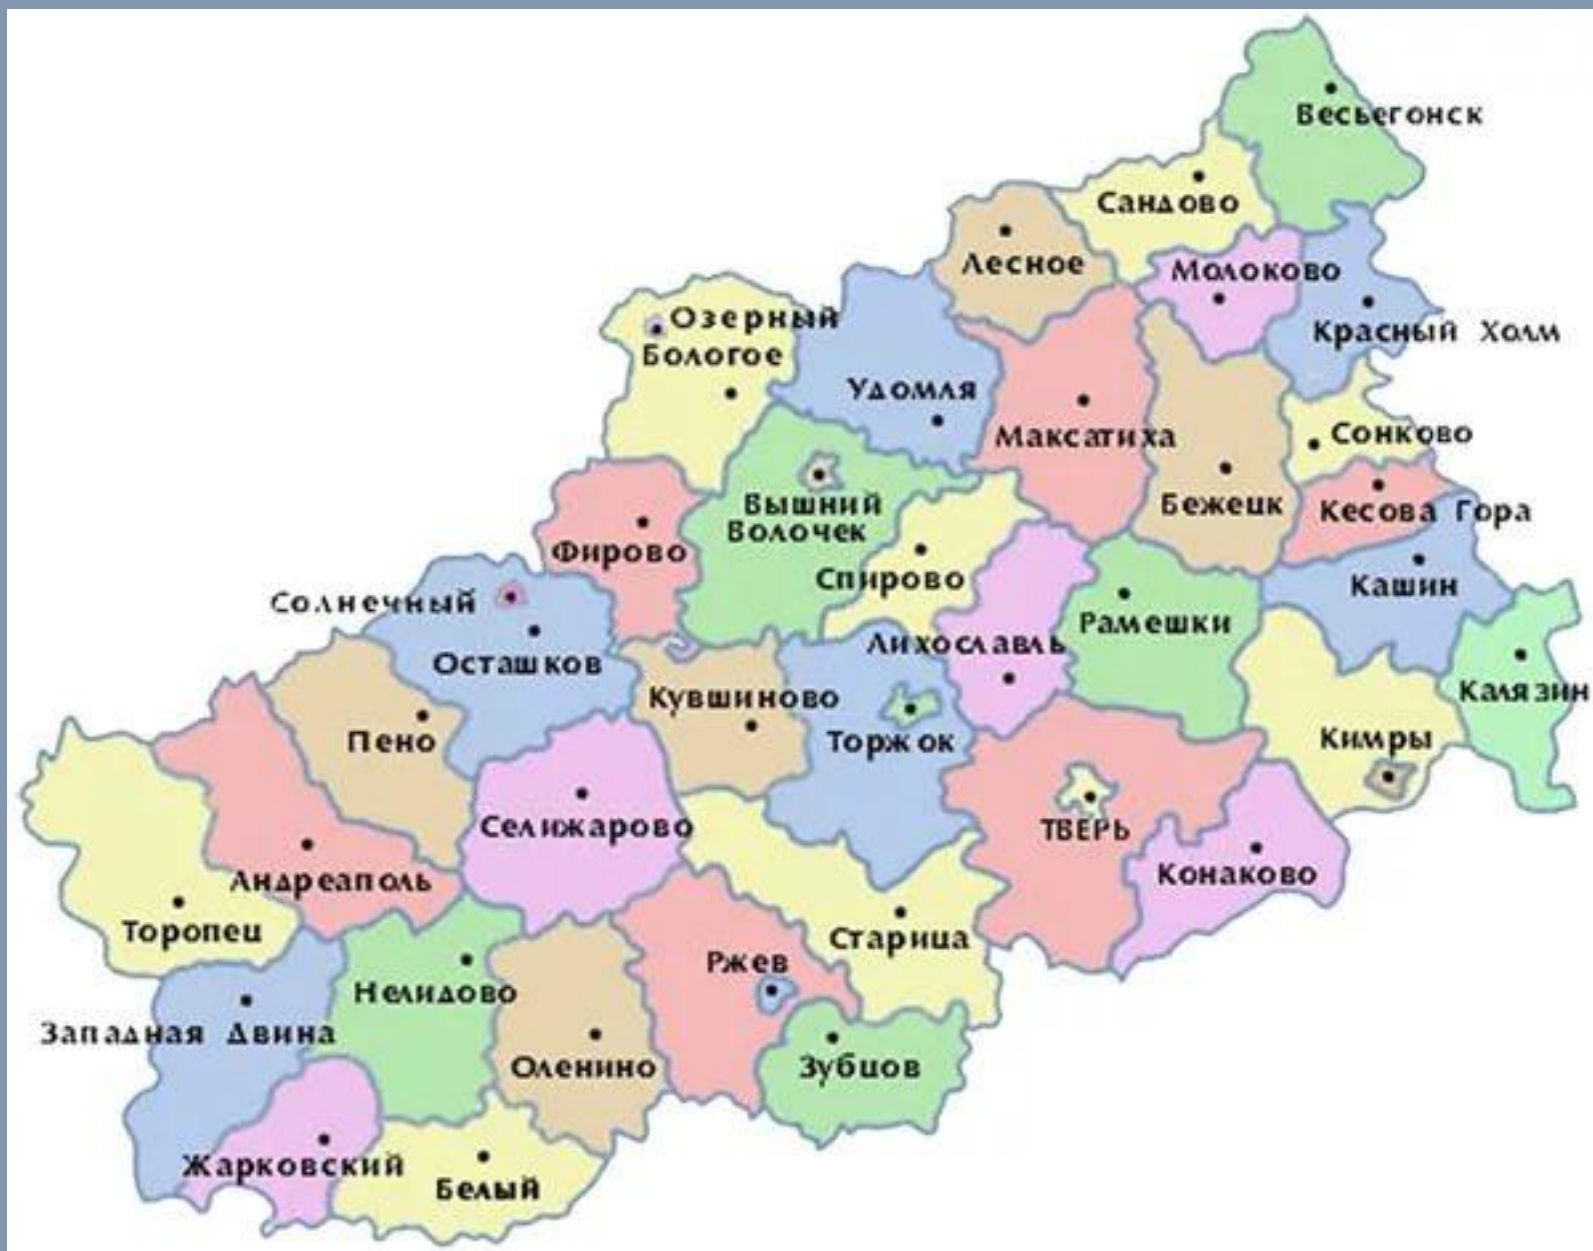 Весьегонск
Сандово
Лесное
Молоково
Озерный
Красный Холм
Бологое
Удомля
Максатиха
Сонково
Вышний
Волочек
Бежецк
Кесова Гора
Фирово
Спирово
Кашин
Солнечный
Рамешки
Лихославль
Осташков
Кувшиново
Калязин
Пено
Торжок
Кимры
Селижарово
ТВЕРЬ
Андреаполь
Конаково
Торопец
Старица
Ржев
Нелидово
Западная Двина
Оленино
Зубцов
Жарковский
Белый